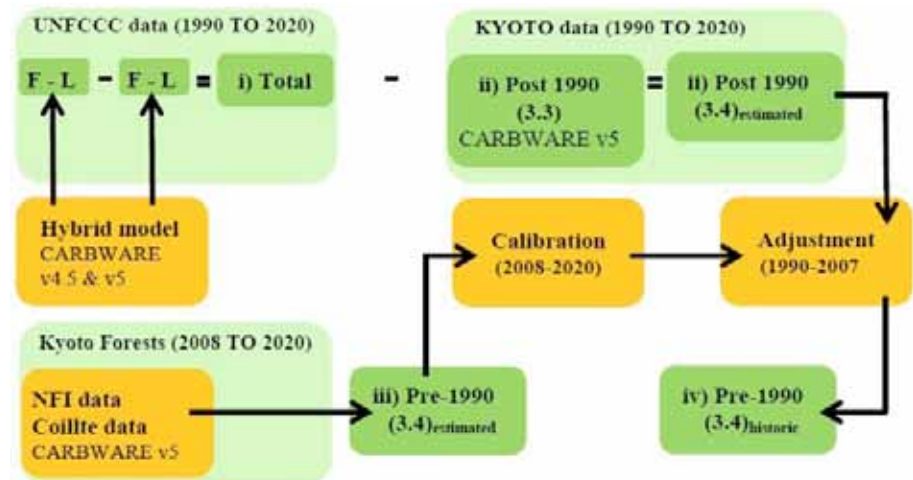 UNFCCC data (1990 TO 2020)
F - L - F - L = i) Total
-
KYOTO data (1990 TO 2020)
ii) Post 1990
(3.3)
CARBWARE v5
=
ii) Post 1990
(3.4)estimated
Hybrid model
CARBWARE
v4.5 & v5
Calibration
(2008-2020)
Adjustment
(1990-2007
Kyoto Forests (2008 TO 2020)
NFI data
Coillte data
CARBWARE v5
iii) Pre-1990
(3.4)estimated
iv) Pre-1990
(3.4)historic